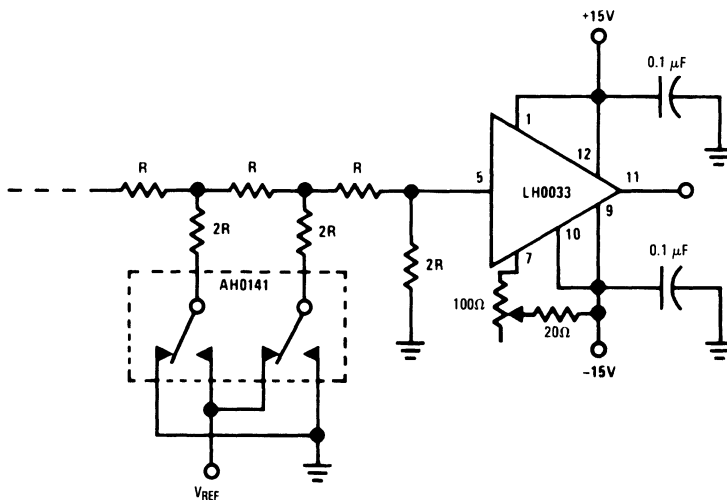 +15V
0.1 μF
1
R
R
R
5
12
11
LH0033
2R
2R
9
10
7
2R
0.1 μF
AH0141
100Ω
20Ω
-15V
VREF